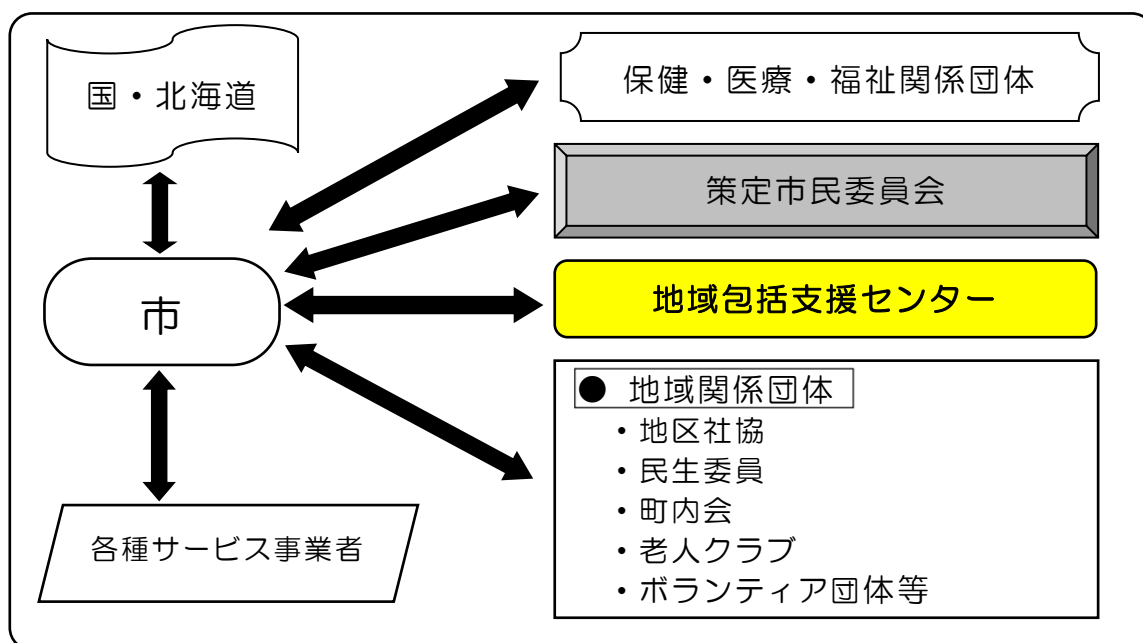 国・北海道
市
各種サービス事業者
保健・医療・福祉関係団体
策定市民委員会
地域包括支援センター
● 地域関係団体
・地区社協
・民生委員
・町内会
・老人クラブ
・ボランティア団体等